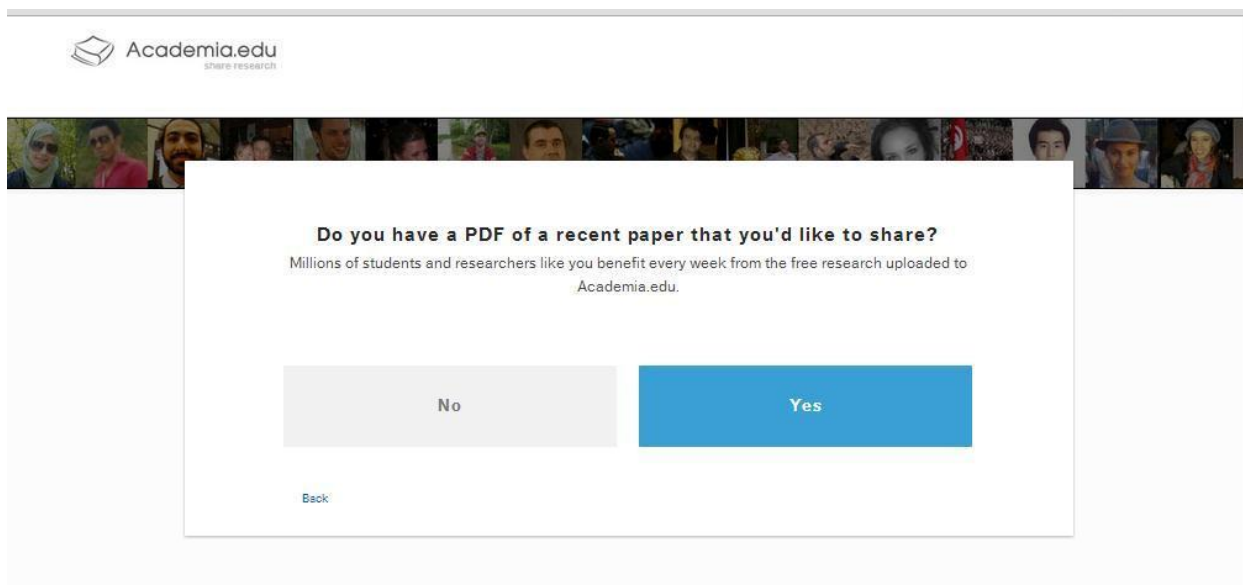 Academia.edu
share research
Do you have a PDF of a recent paper that you'd like to share?
Millions of students and researchers like you benefit every week from the free research uploaded to
Academia.edu.
No
Yes
Back